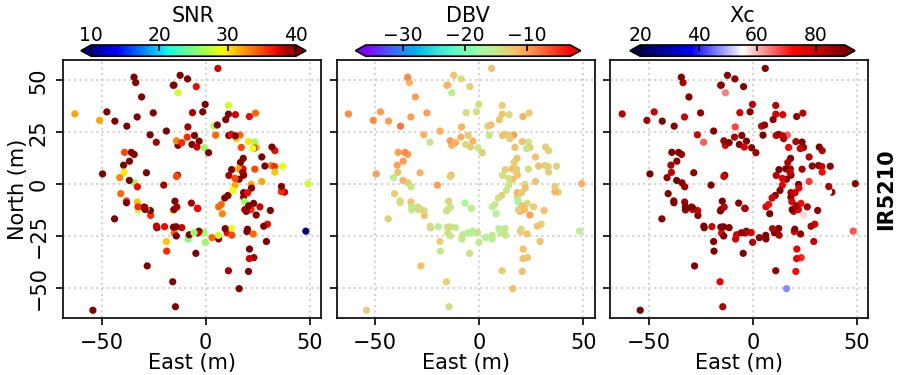 SNR DBV Xc
10 20 30 40 −30 −20 −10 20 40 60 80
50
25
0
−25
−50
North (m)
IR5210
−50 0 50 −50 0 50 −50 0 50
East (m) East (m) East (m)